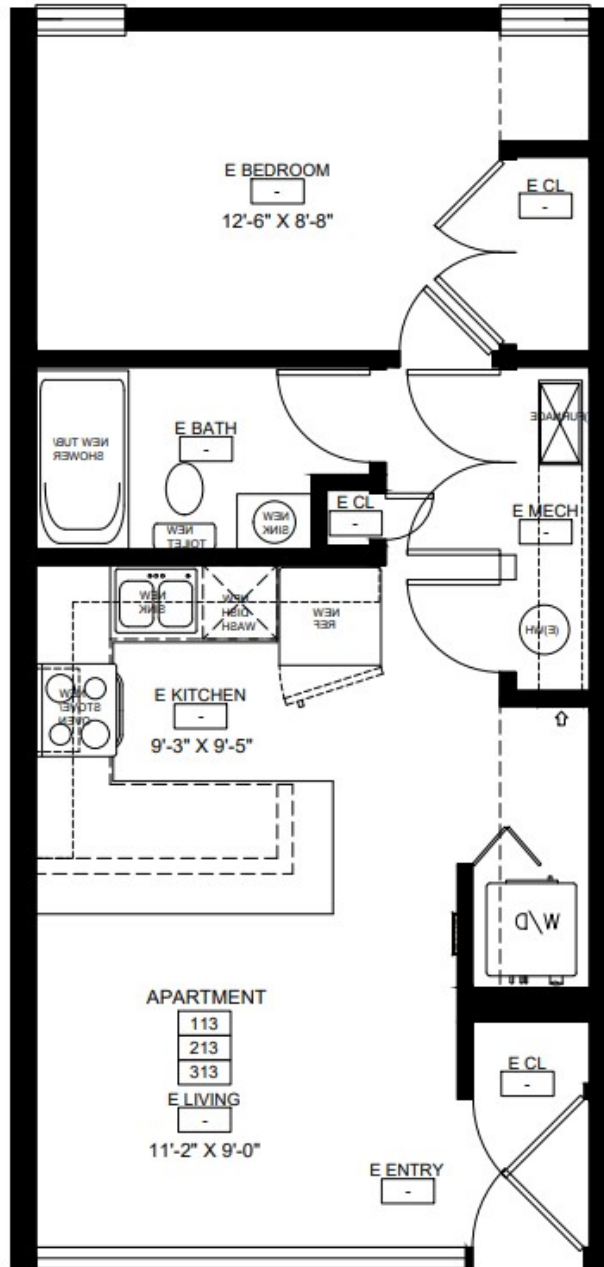 E BEDROOM
-
12'-6" X 8'-8"
E CL
-
NEW TUB/
SHOWER
E BATH
-
NEW
TOILET
NEW
SINK
E CL
-
(E)FURNACE
E MECH
-
(E)WH
NEW
SINK
NEW
DISH
WASH
NEW
REF
NEW
STOVE/
OVEN
E KITCHEN
-
9'-3" X 9'-5"
W/D
APARTMENT
113
213
313
E LIVING
-
11'-2" X 9'-0"
E CL
-
E ENTRY
-